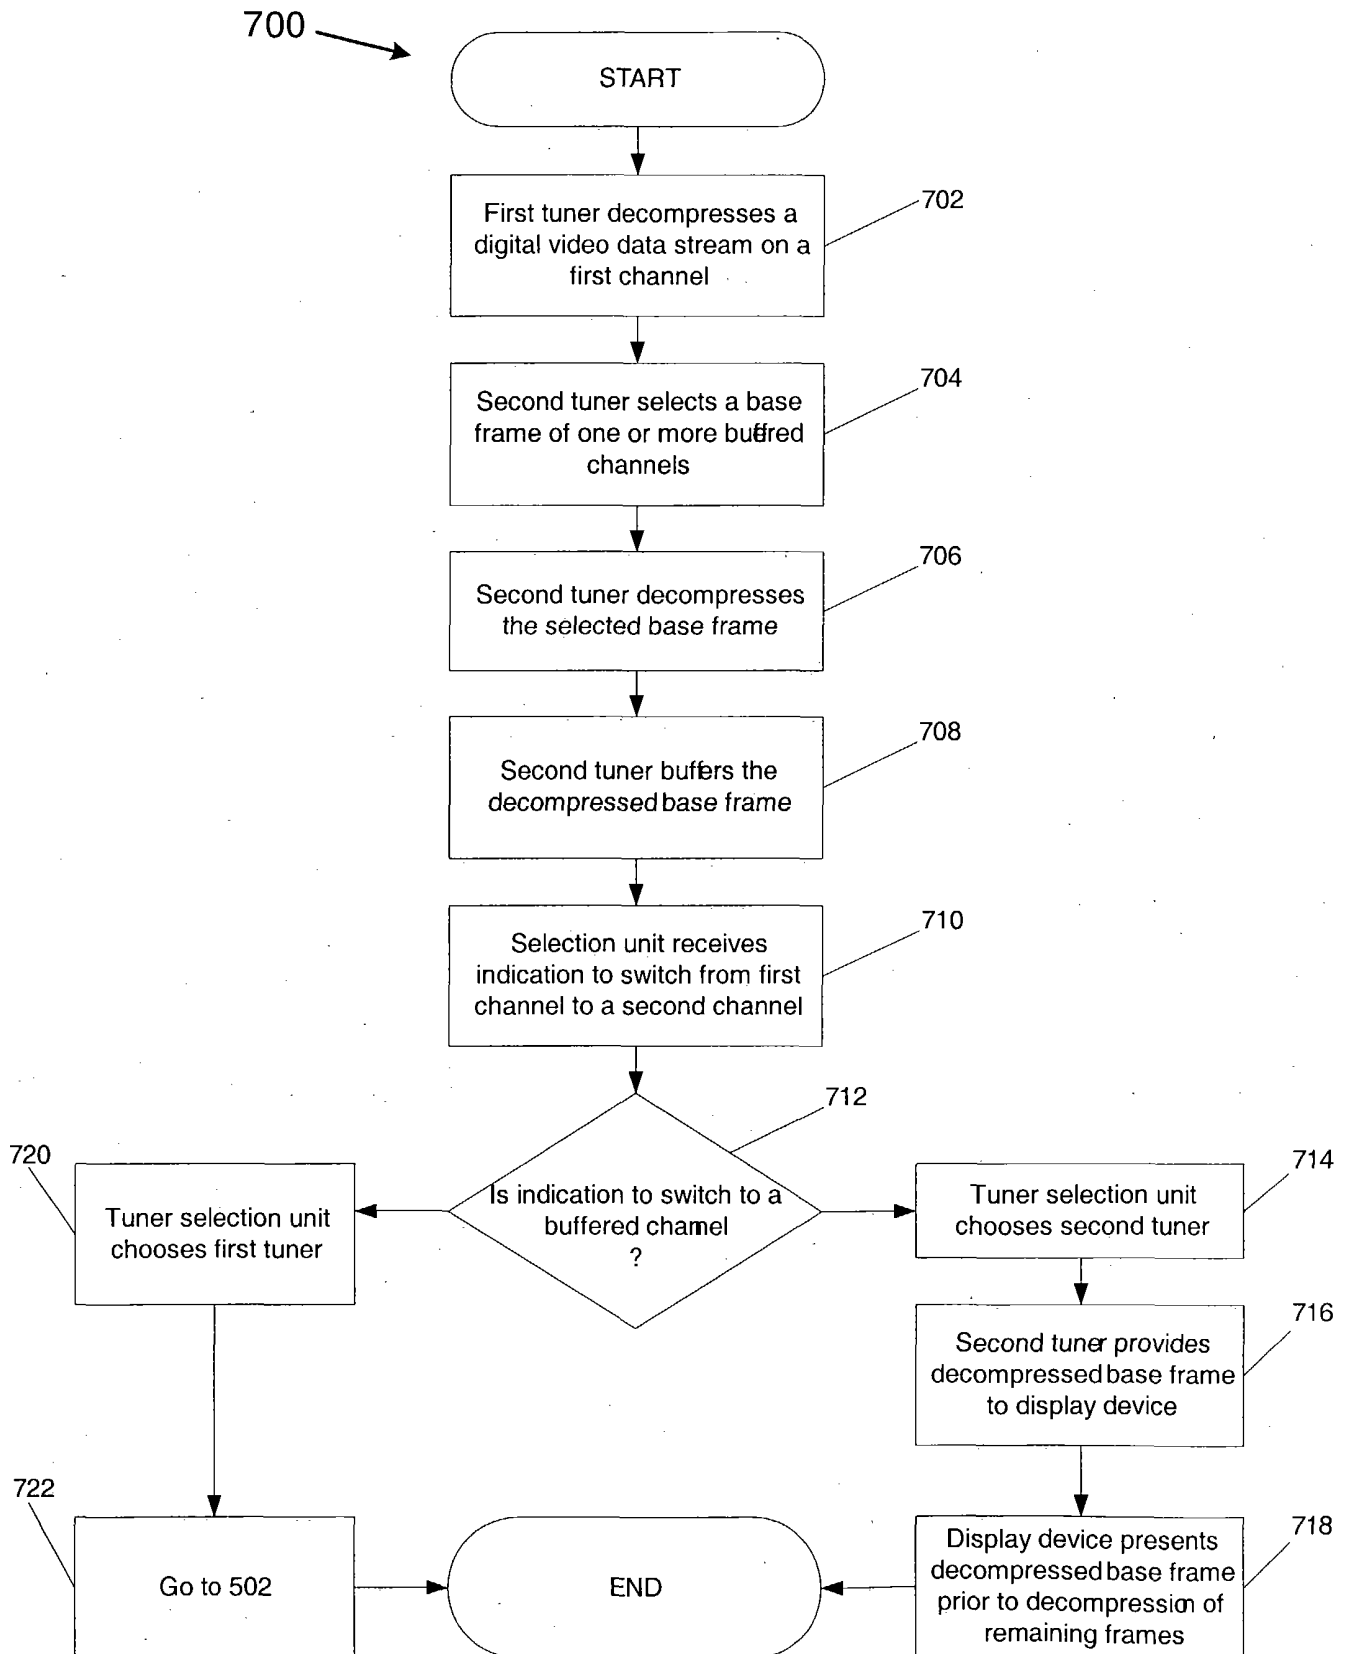 700
START
702
First tuner decompresses a
digital video data stream on a
first channel
704
Second tuner selects a base
frame of one or more buffred
channels
706
Second tuner decompresses
the selected base frame
708
Second tuner buffers the
decompressed base frame
710
Selection unit receives
indication to switch from first
channel to a second channel
712
Is indication to switch to a
buffered channel
?
720
Tuner selection unit
chooses first tuner
714
Tuner selection unit
chooses second tuner
716
Second tuner provides
decompressed base frame
to display device
722
Go to 502
END
718
Display device presents
decompressed base frame
prior to decompression of
remaining frames